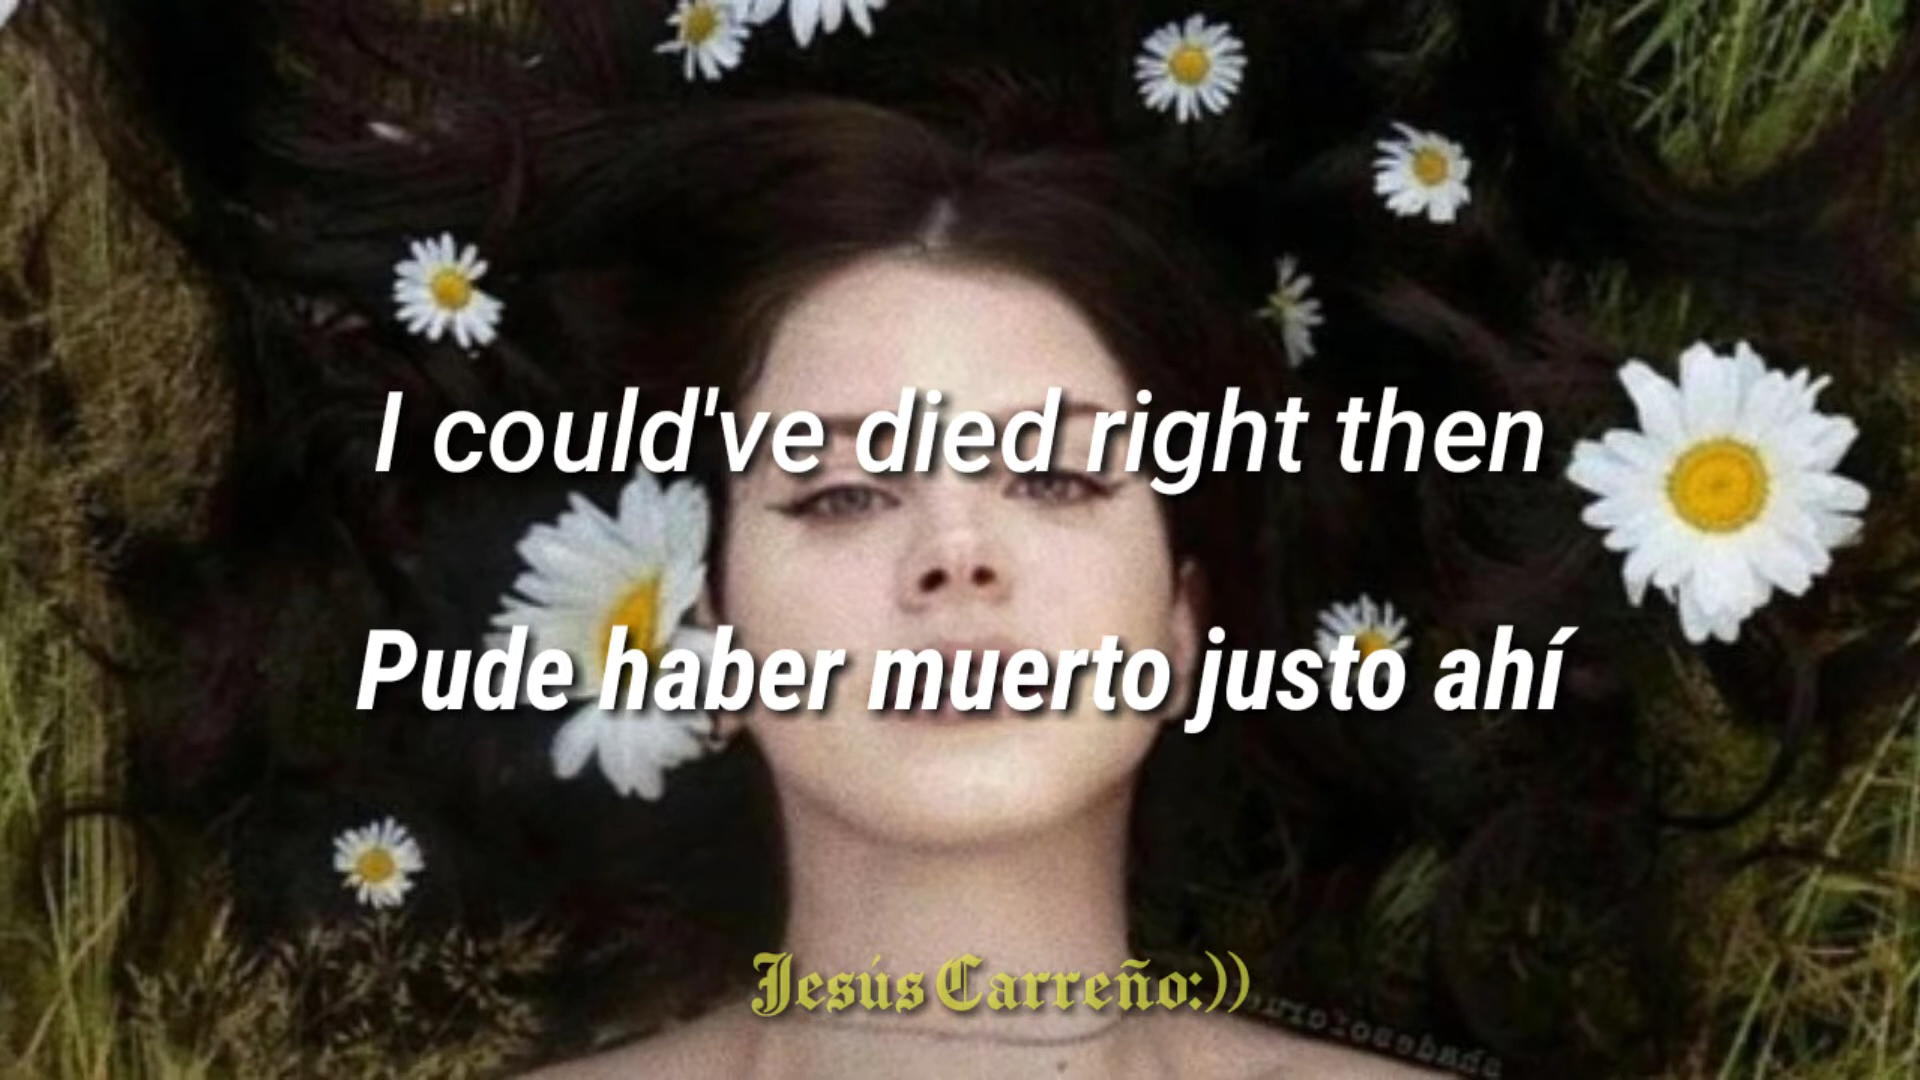 I could've died right then
Pude haber muerto justo ahí
Jesús Carreño:))